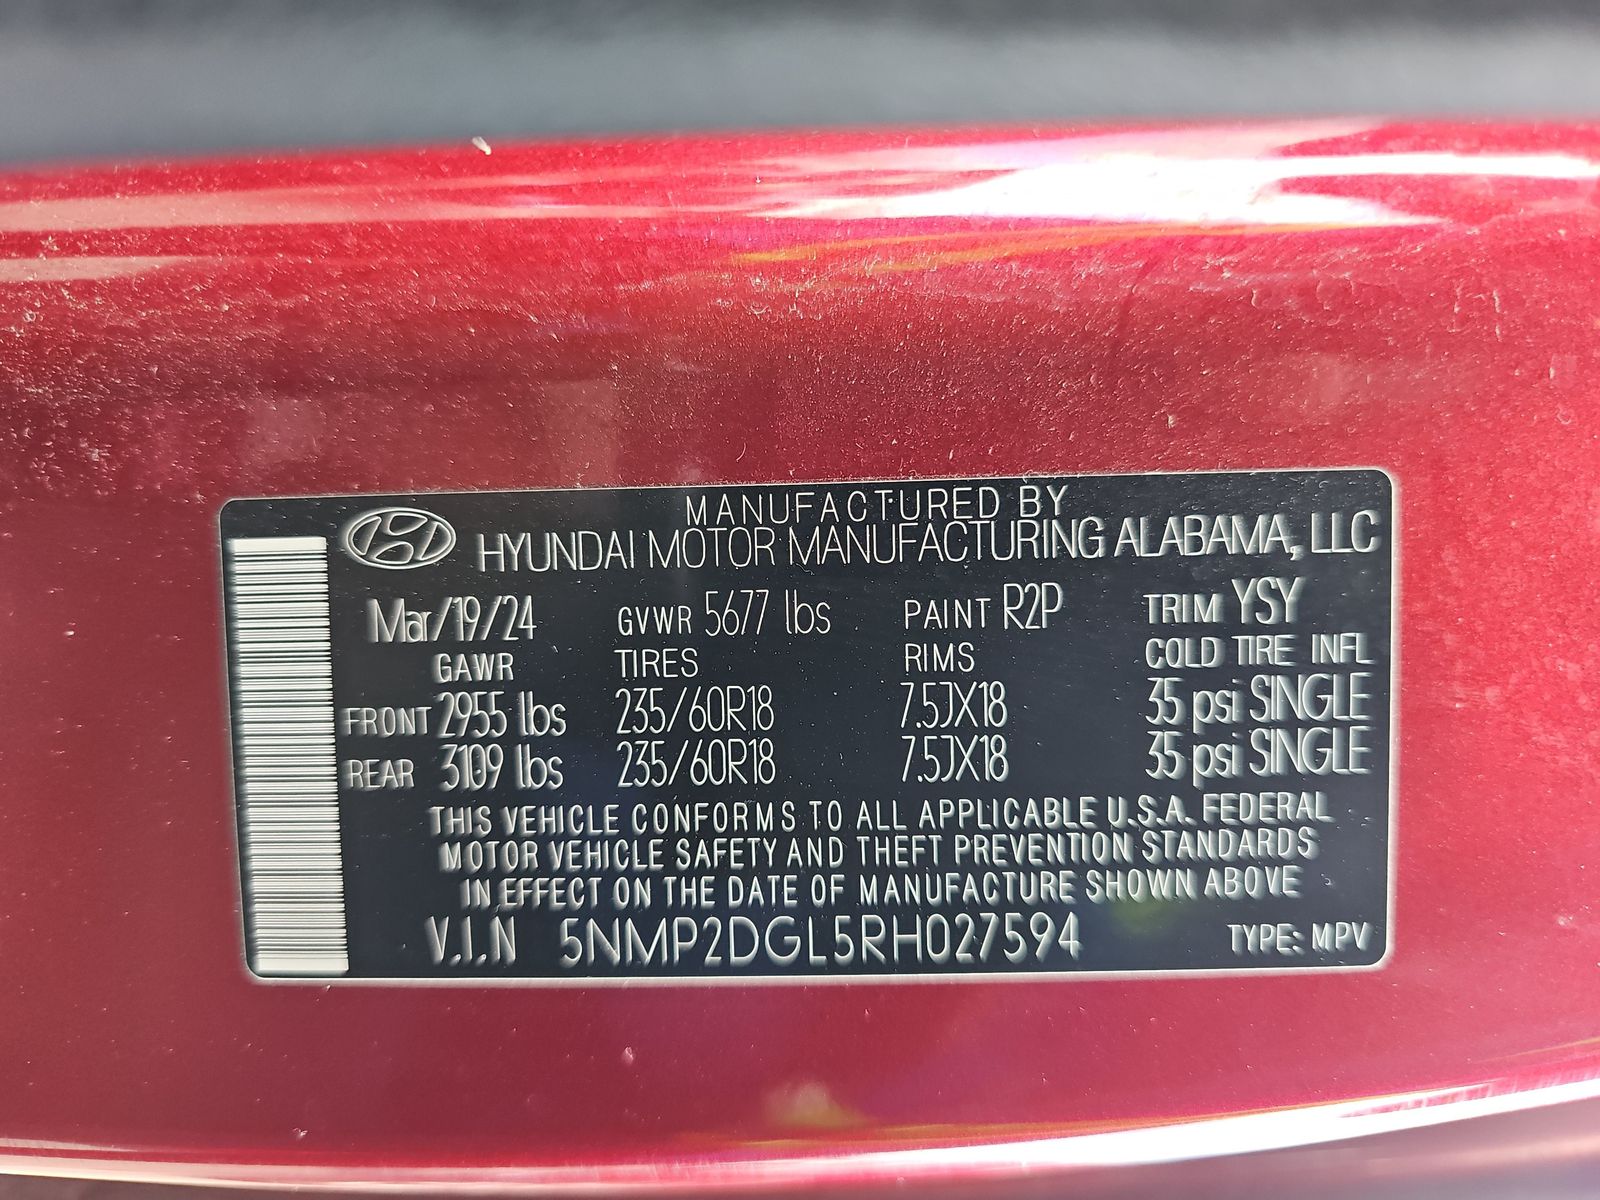 MANUFACTURED BY
HYUNDAI MOTOR MANUFACTURING ALABAMA, LLC
Mar/19/24 GVWR 5677 lbs PAINT R2P TRIM YSY
GAWR TIRES RIMS COLD TIRE INFL
FRONT 2955 lbs 235/60R18 7.5JX18 35 psi SINGLE
REAR 3109 lbs 235/60R18 7.5JX18 35 psi SINGLE
THIS VEHICLE CONFORMS TO ALL APPLICABLE U.S.A. FEDERAL
MOTOR VEHICLE SAFETY AND THEFT PREVENTION STANDARDS
IN EFFECT ON THE DATE OF MANUFACTURE SHOWN ABOVE
V.I.N 5NMP2DGL5RH027594 TYPE: MPV